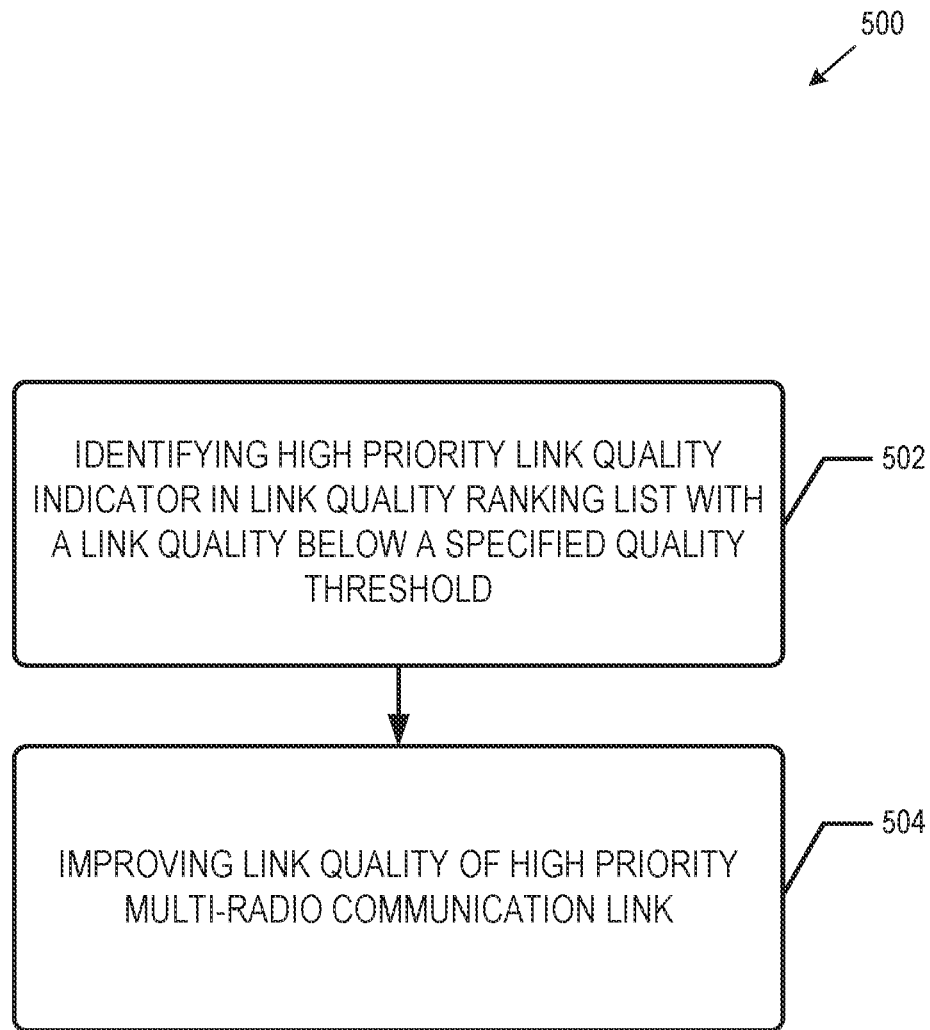 500
IDENTIFYING HIGH PRIORITY LINK QUALITY
INDICATOR IN LINK QUALITY RANKING LIST WITH
A LINK QUALITY BELOW A SPECIFIED QUALITY
THRESHOLD
502
IMPROVING LINK QUALITY OF HIGH PRIORITY
MULTI-RADIO COMMUNICATION LINK
504